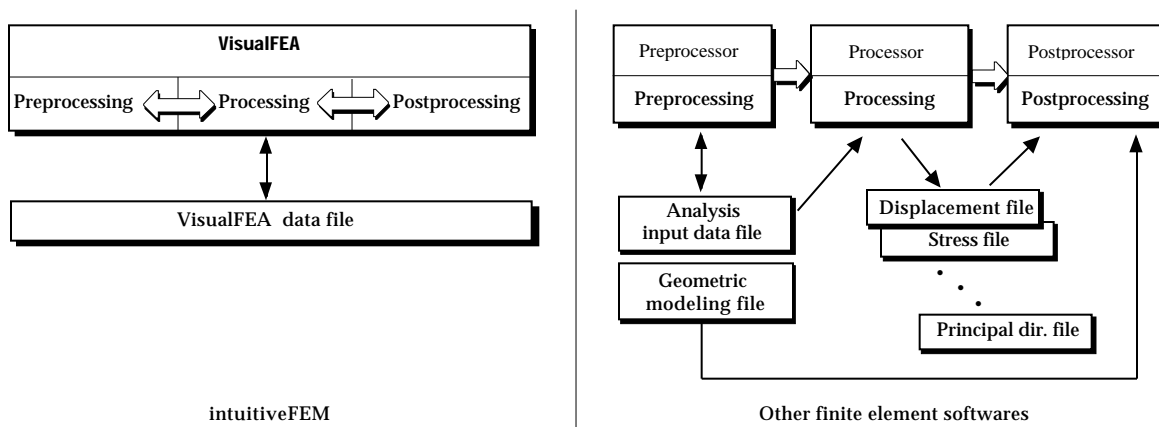 VisualFEA
Preprocessing Processing Postprocessing
VisualFEA data file
intuitiveFEM
Preprocessor Processor Postprocessor
Preprocessing Processing Postprocessing
Analysis
input data file
Geometric
modeling file
Displacement file
Stress file
Principal dir. file
Other finite element softwares